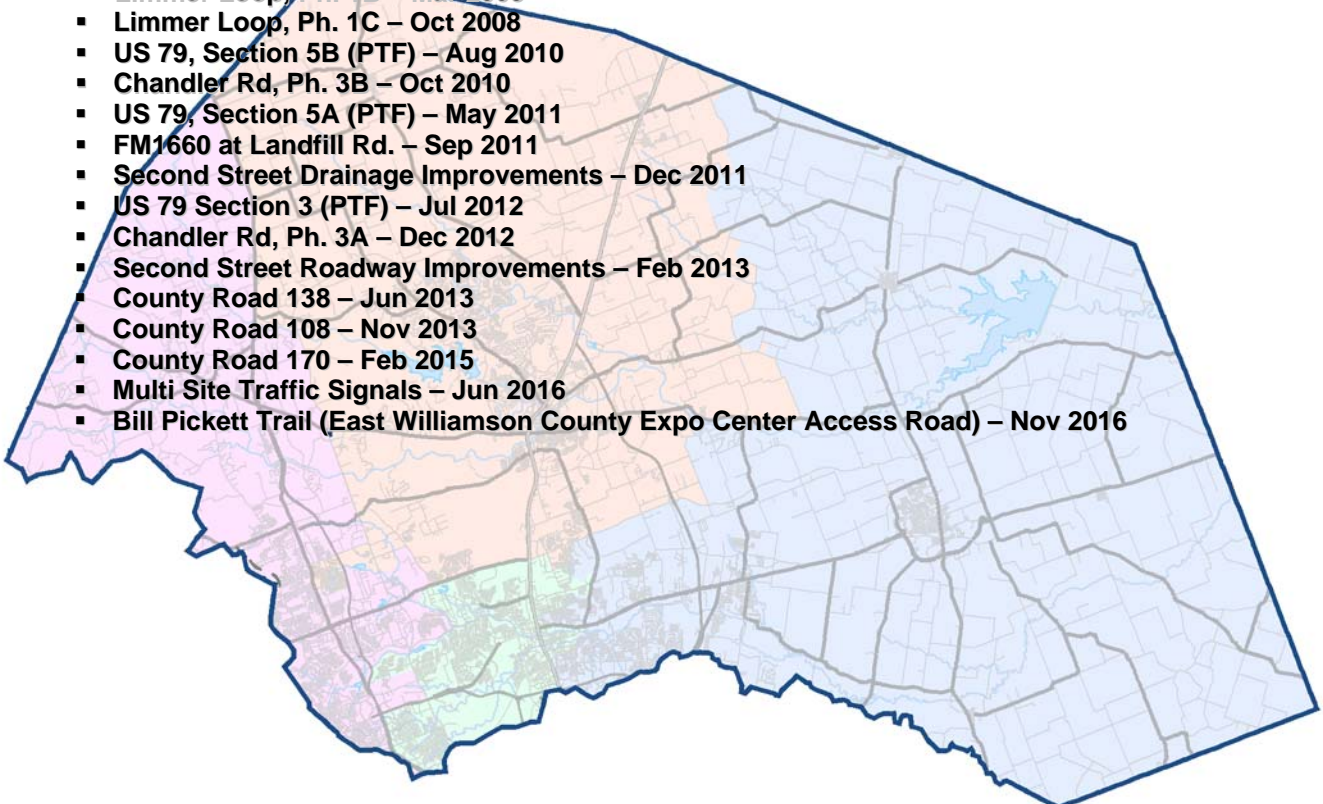 ▪ Limmer Loop, Ph. 1C – Oct 2008
▪ US 79, Section 5B (PTF) – Aug 2010
▪ Chandler Rd, Ph. 3B – Oct 2010
▪ US 79, Section 5A (PTF) – May 2011
▪ FM1660 at Landfill Rd. – Sep 2011
▪ Second Street Drainage Improvements – Dec 2011
▪ US 79 Section 3 (PTF) – Jul 2012
▪ Chandler Rd, Ph. 3A – Dec 2012
▪ Second Street Roadway Improvements – Feb 2013
▪ County Road 138 – Jun 2013
▪ County Road 108 – Nov 2013
▪ County Road 170 – Feb 2015
▪ Multi Site Traffic Signals – Jun 2016
▪ Bill Pickett Trail (East Williamson County Expo Center Access Road) – Nov 2016